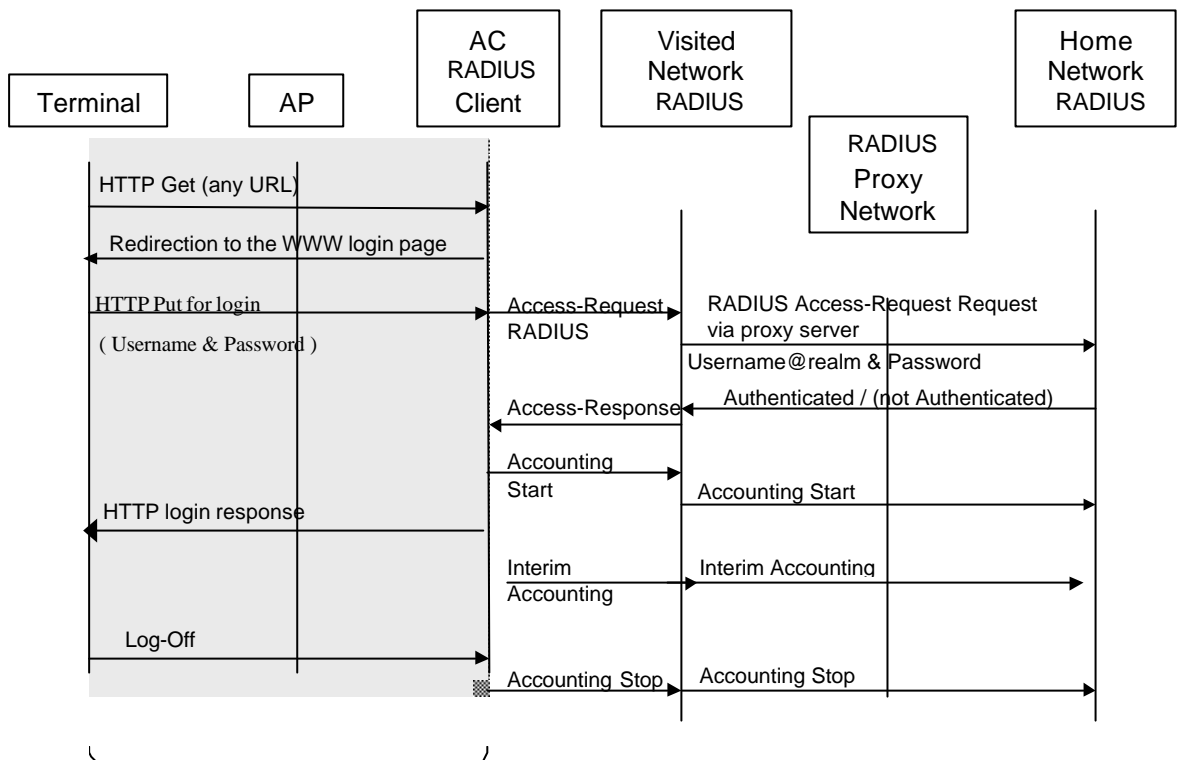 AC
RADIUS
Client
Visited
Network
RADIUS
Home
Network
RADIUS
Terminal
AP
RADIUS
Proxy
Network
HTTP Get (any URL)
Redirection to the WWW login page
HTTP Put for login
( Username & Password )
Access-Request
RADIUS
RADIUS Access-Request Request
via proxy server
Username@realm & Password
Authenticated / (not Authenticated)
Access-Response
Accounting
Start
Accounting Start
HTTP login response
Interim
Accounting
Interim Accounting
Log-Off
Accounting Stop
Accounting Stop